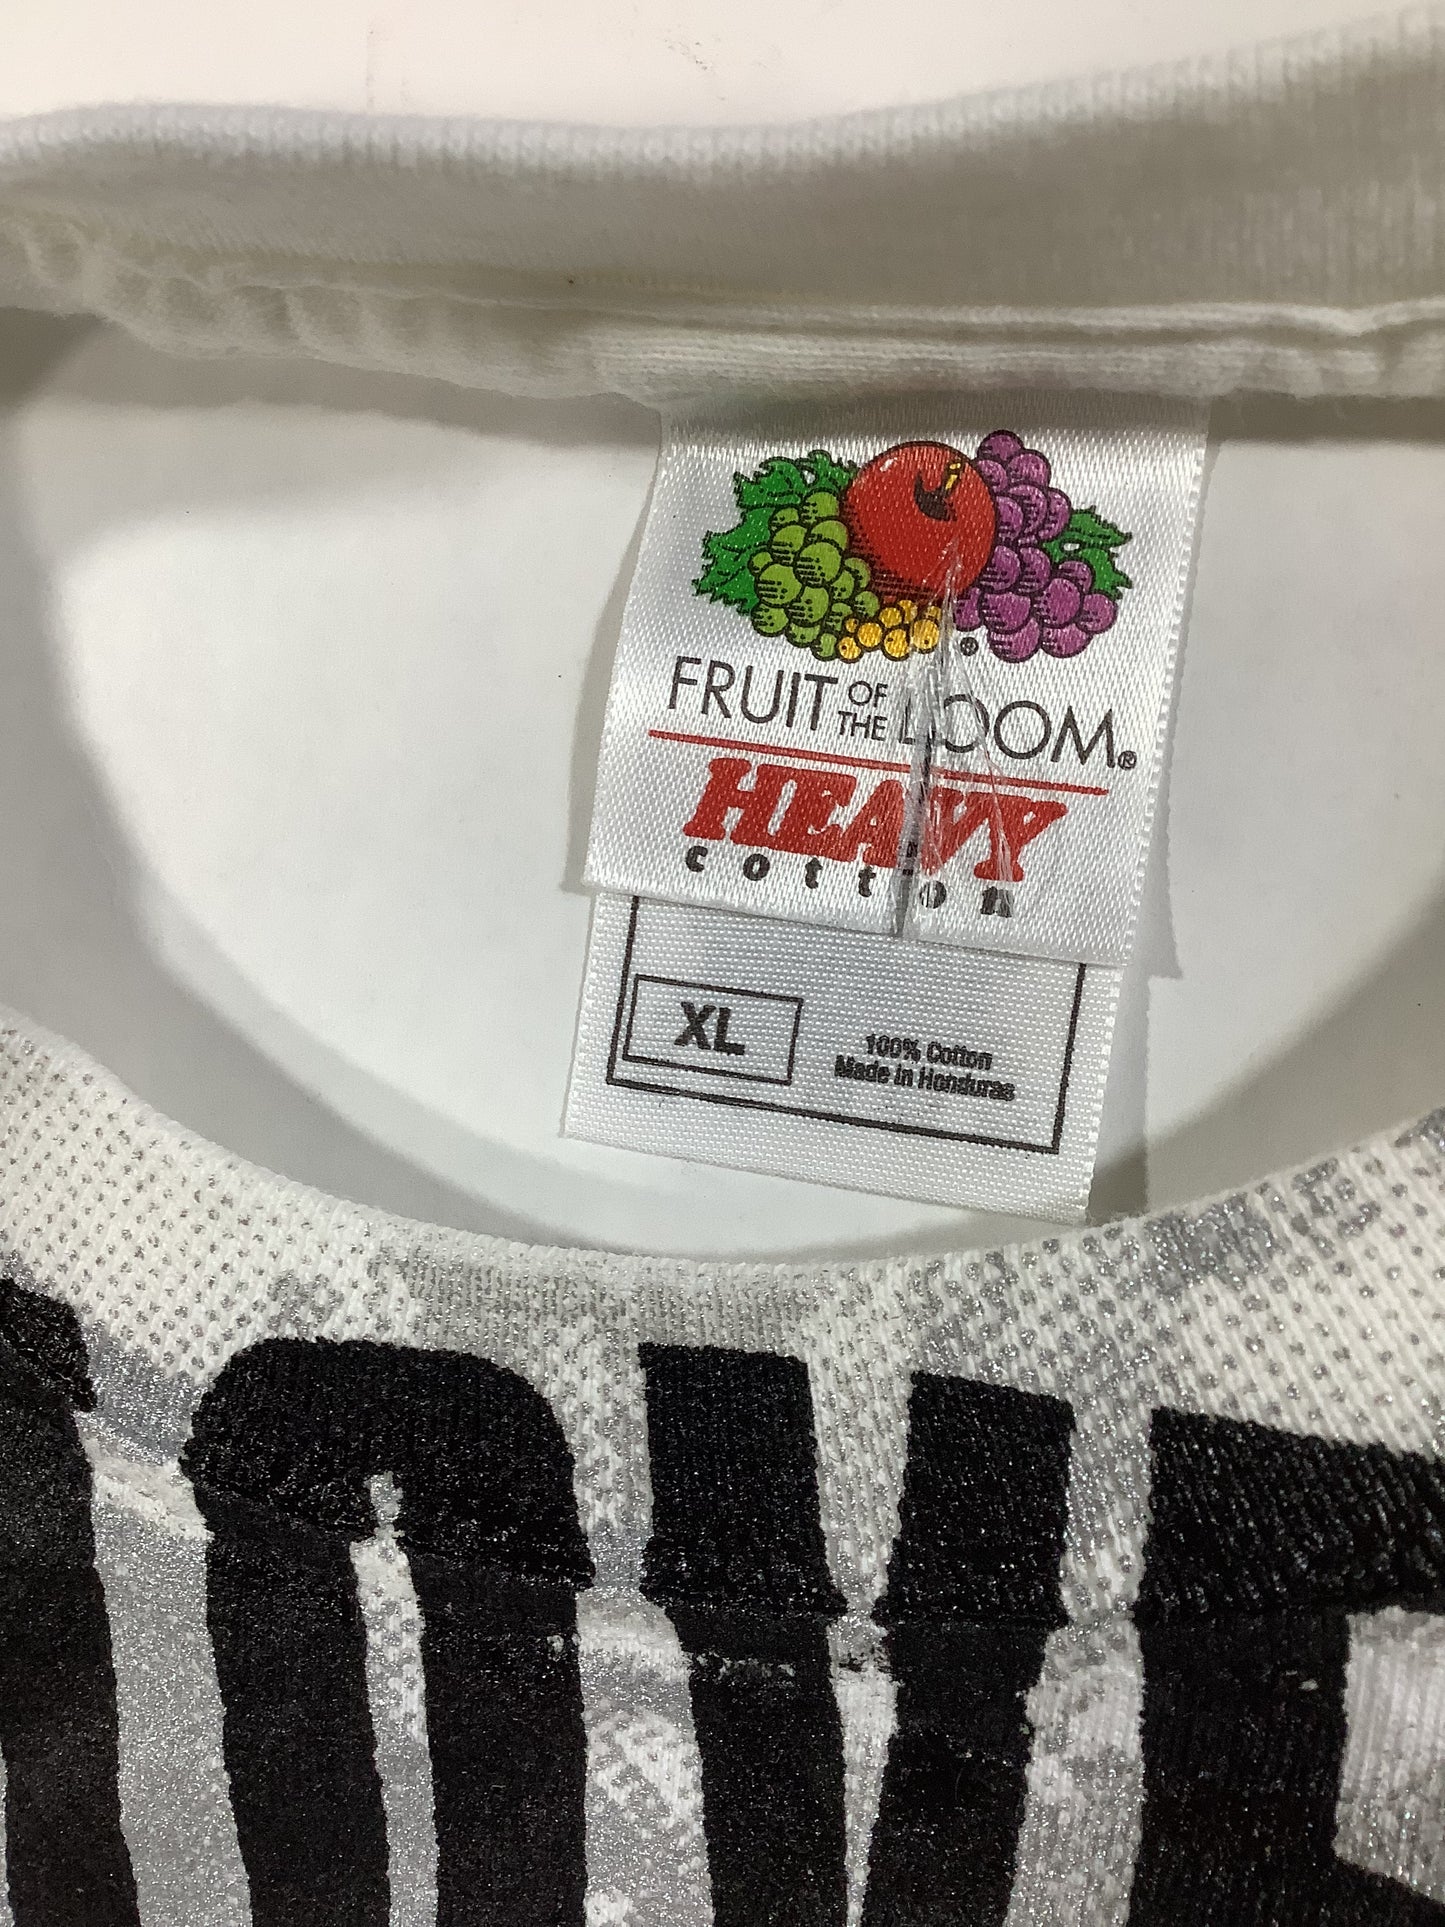 ®
FRUIT OF THE LOOM®
HEAVY
cotton
XL
100% Cotton
Made in Honduras